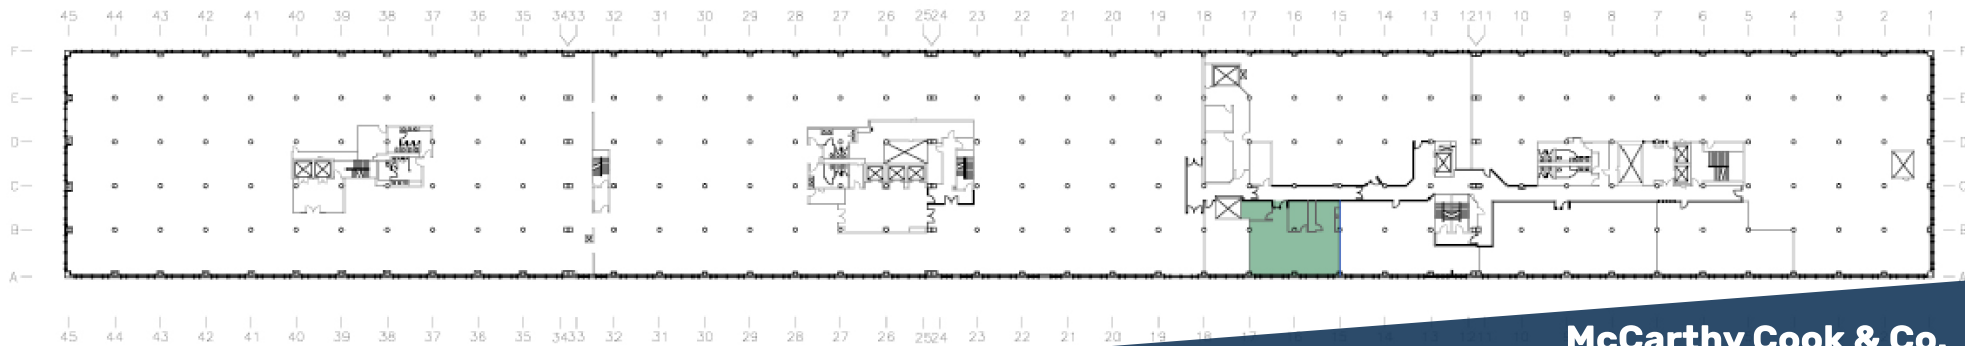 45 44 43 42 41 40 39 38 37 36 35 3433 32 31 30 29 28 27 26 2524 23 22 21 20 19 18 17 16 15 14 13 1211 10 9 8 7 6 5 4 3 2 1
F F
E E
D D
C C
B B
A A
45 44 43 42 41 40 39 38 37 36 35 3433 32 31 30 29 28 27 26 2524 23 22 21 20 19 18
McCarthy Cook & Co.